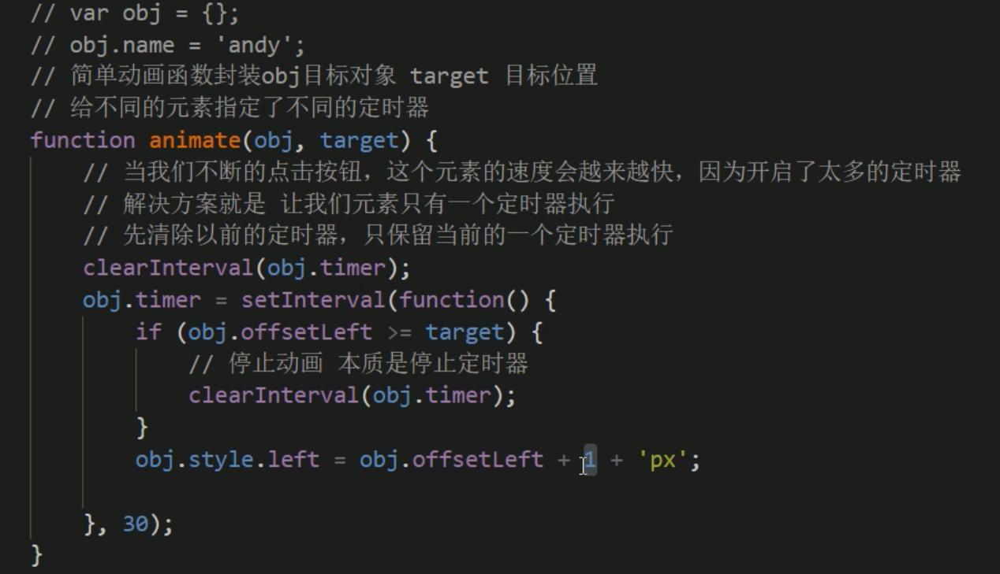 // var obj = {};
// obj.name = 'andy';
// 简单动画函数封装obj目标对象 target 目标位置
// 给不同的元素指定了不同的定时器
function animate(obj, target) {
// 当我们不断的点击按钮，这个元素的速度会越来越快，因为开启了太多的定时器
// 解决方案就是 让我们元素只有一个定时器执行
// 先清除以前的定时器，只保留当前的一个定时器执行
clearInterval(obj.timer);
obj.timer = setInterval(function() {
if (obj.offsetLeft >= target) {
// 停止动画 本质是停止定时器
clearInterval(obj.timer);
}
obj.style.left = obj.offsetLeft + 1 + 'px';
}, 30);
}